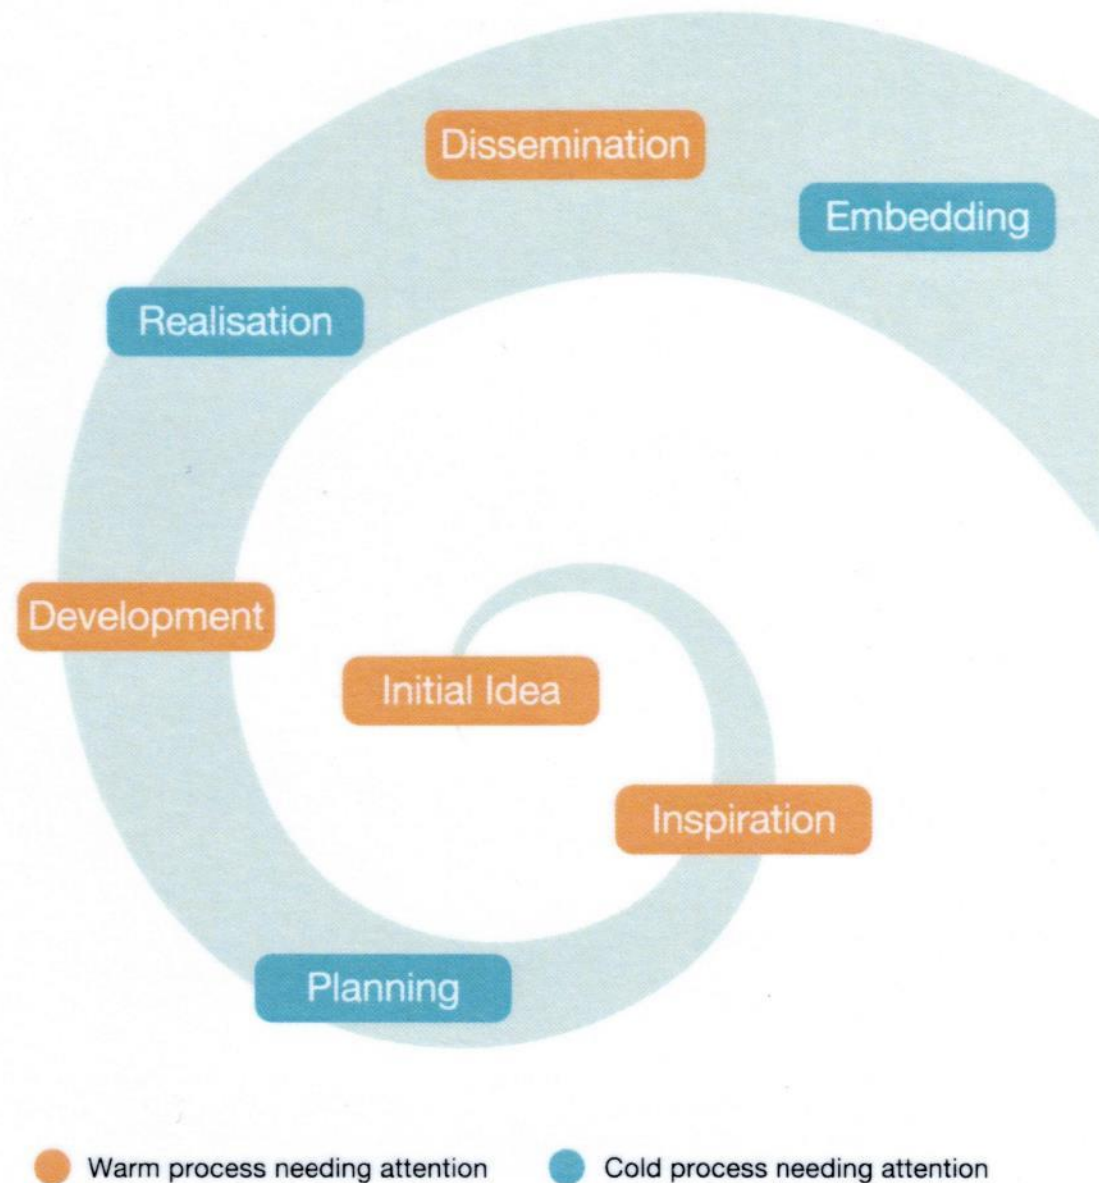 Dissemination
Embedding
Realisation
Development
Initial Idea
Inspiration
Planning
Warm process needing attention
Cold process needing attention